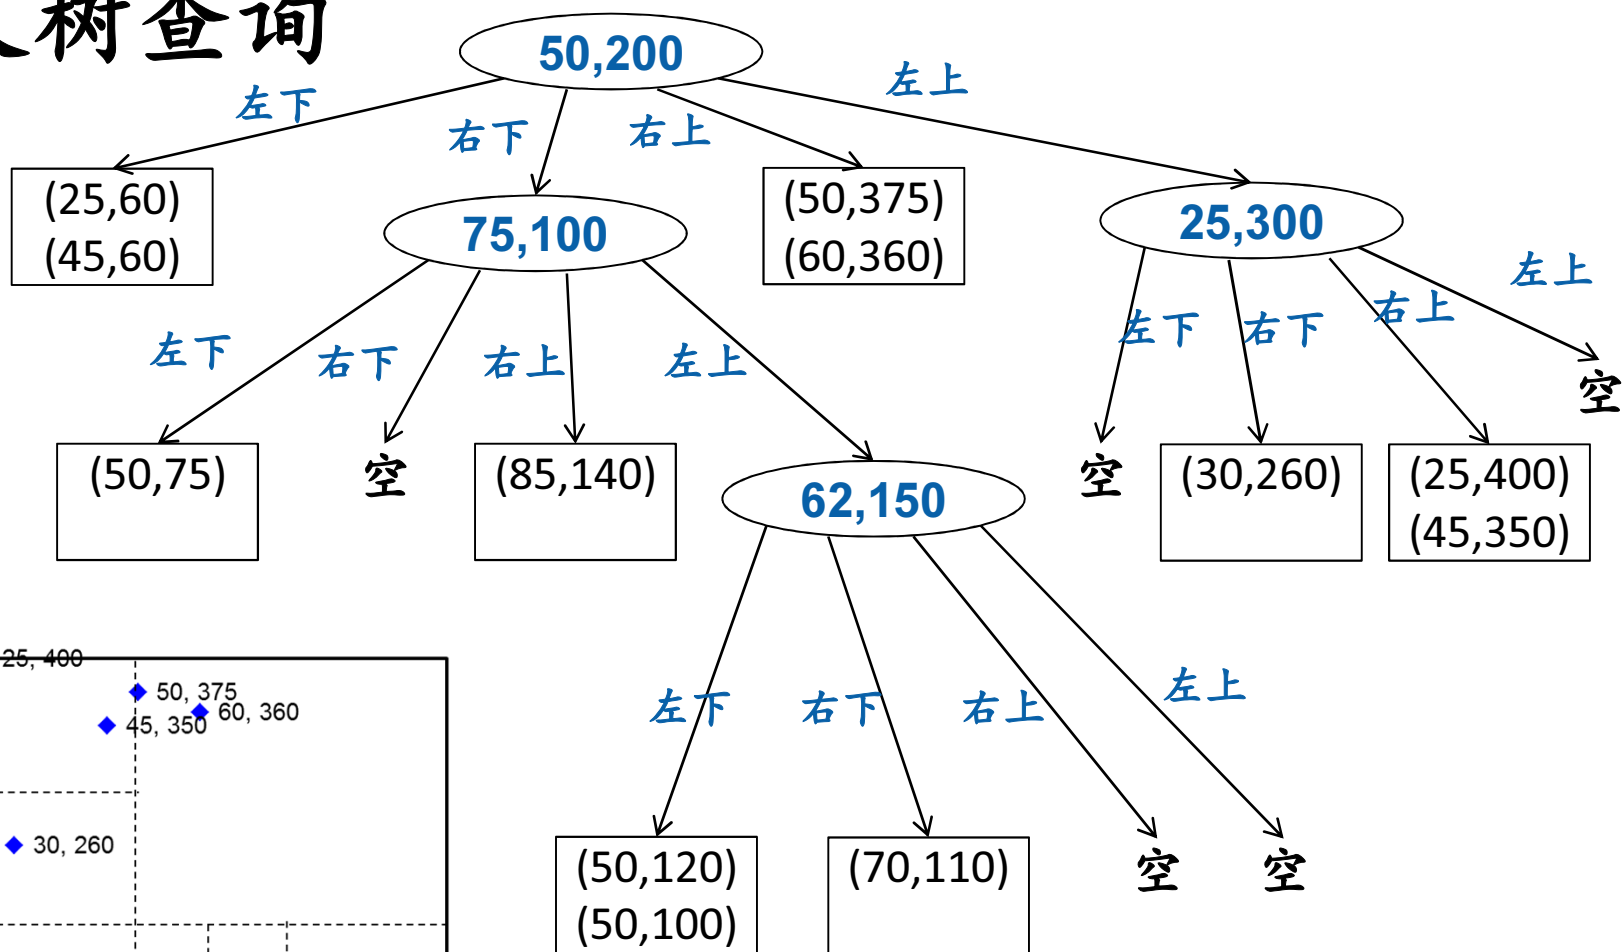 树查询
50,200
左下
右下
右上
左上
(25,60)
(45,60)
75,100
(50,375)
(60,360)
25,300
左下
右下
右上
左上
左下
右下
右上
左上
(50,75)
空
(85,140)
62,150
空
(30,260)
(25,400)
(45,350)
空
左下
右下
右上
左上
(50,120)
(50,100)
(70,110)
空
空
25, 400
50, 375
60, 360
45, 350
30, 260